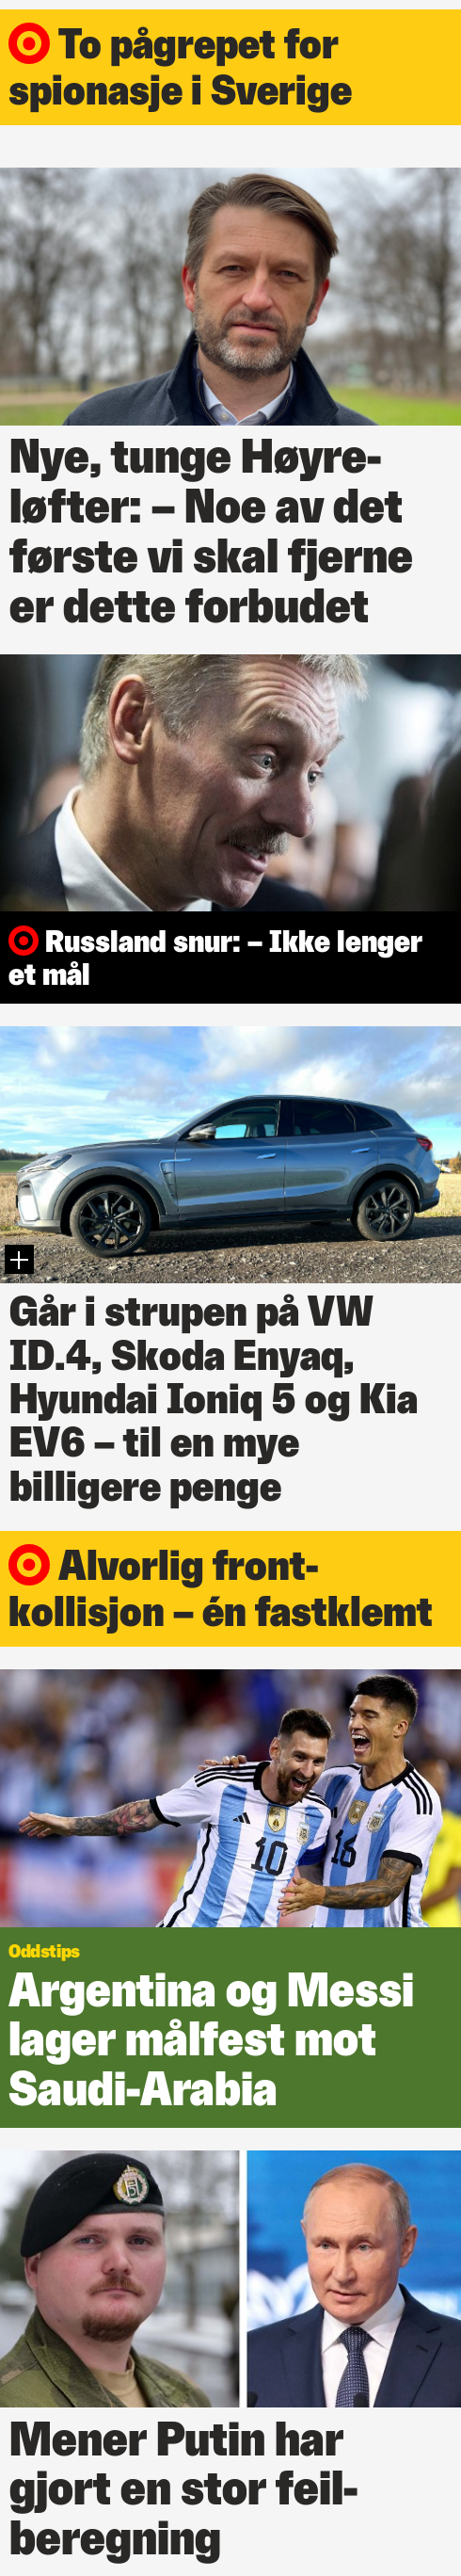 To pågrepet for
spionasje i Sverige
Nye, tunge Høyre-
løfter: – Noe av det
første vi skal fjerne
er dette forbudet
Russland snur: – Ikke lenger
et mål
Går i strupen på VW
ID.4, Skoda Enyaq,
Hyundai Ioniq 5 og Kia
EV6 – til en mye
billigere penge
Alvorlig front-
kollisjon – én fastklemt
10
16
Oddstips
Argentina og Messi
lager målfest mot
Saudi-Arabia
Mener Putin har
gjort en stor feil-
beregning